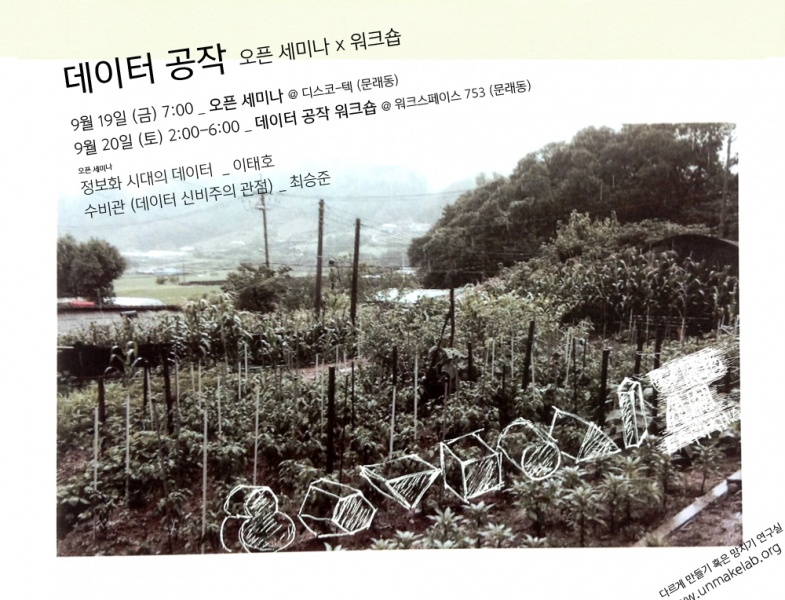 데이터 공작 오픈 세미나 x 워크숍
9월 19일 (금) 7:00 _ 오픈 세미나 @ 디스코-텍 (문래동)
9월 20일 (토) 2:00-6:00 _ 데이터 공작 워크숍 @ 워크스페이스 753 (문래동)
오픈 세미나
정보화 시대의 데이터 _ 이태호
수비관 (데이터 신비주의 관점) _ 최승준
다르게 만들기 혹은 망치기 연구실
www.unmakelab.org